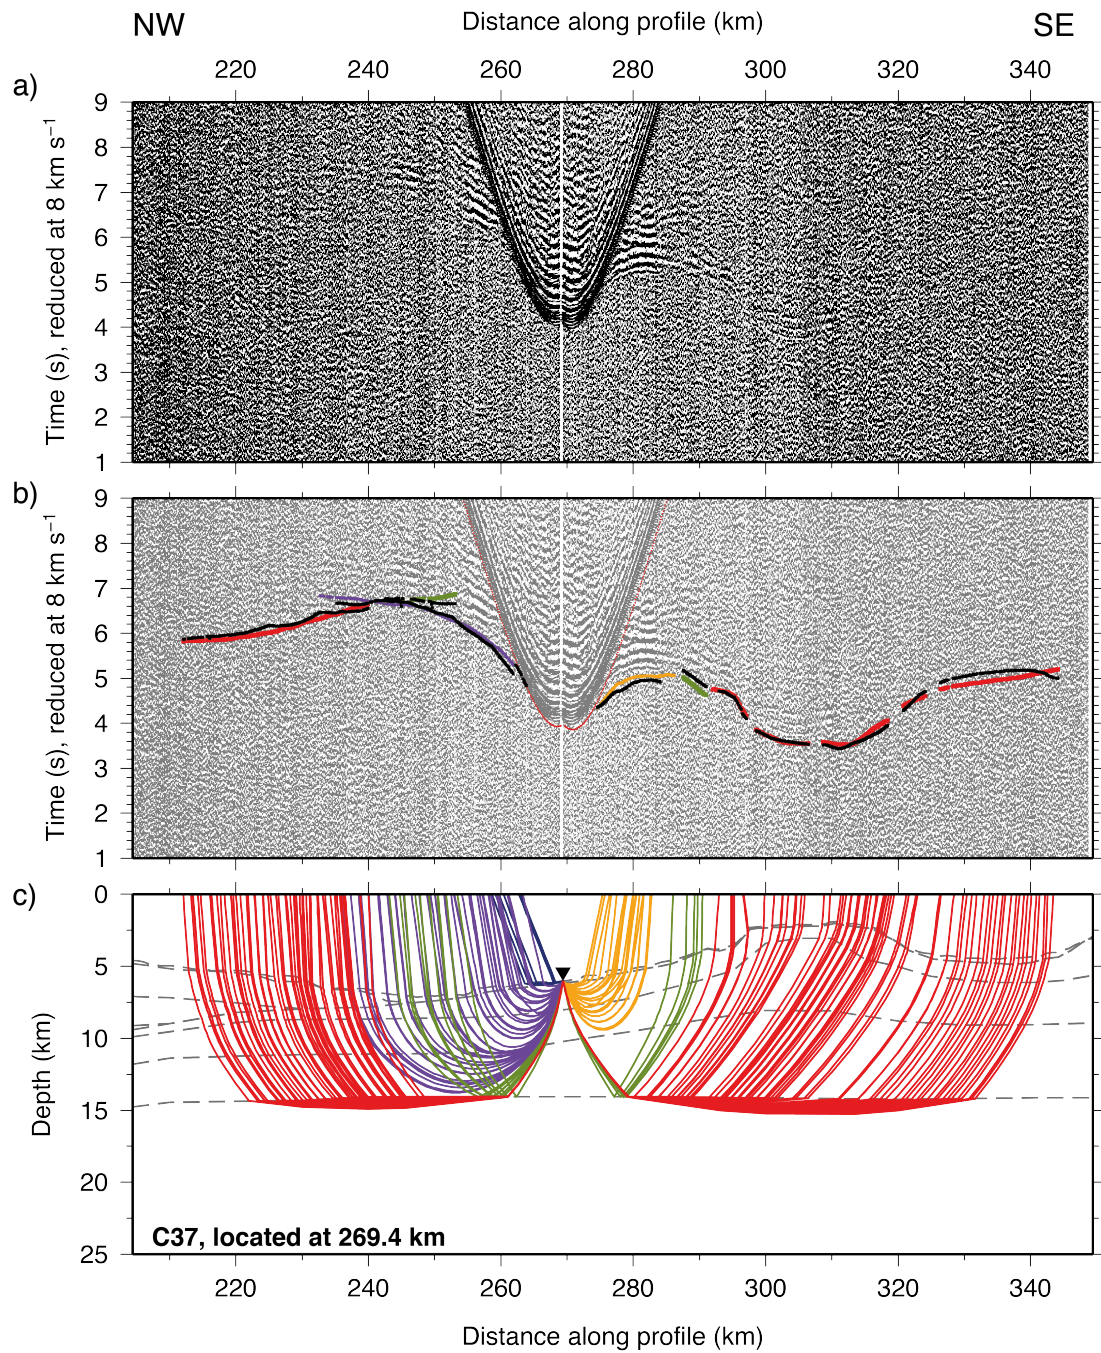 NW Distance along profile (km) SE
220 240 260 280 300 320 340
a)
9
8
7
6
5
4
3
2
1
Time (s), reduced at 8 km s⁻¹
b)
9
8
7
6
5
4
3
2
1
Time (s), reduced at 8 km s⁻¹
c)
0
5
10
15
20
25
Depth (km)
C37, located at 269.4 km
220 240 260 280 300 320 340
Distance along profile (km)